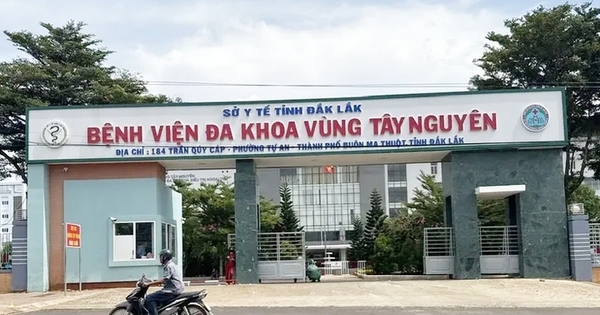 SỞ Y TẾ TỈNH ĐẮK LẮK
BỆNH VIỆN ĐA KHOA VÙNG TÂY NGUYÊN
ĐỊA CHỈ : 184 TRẦN QUÝ CÁP - PHƯỜNG TỰ AN - THÀNH PHỐ BUÔN MA THUỘT, TỈNH ĐẮK LẮK